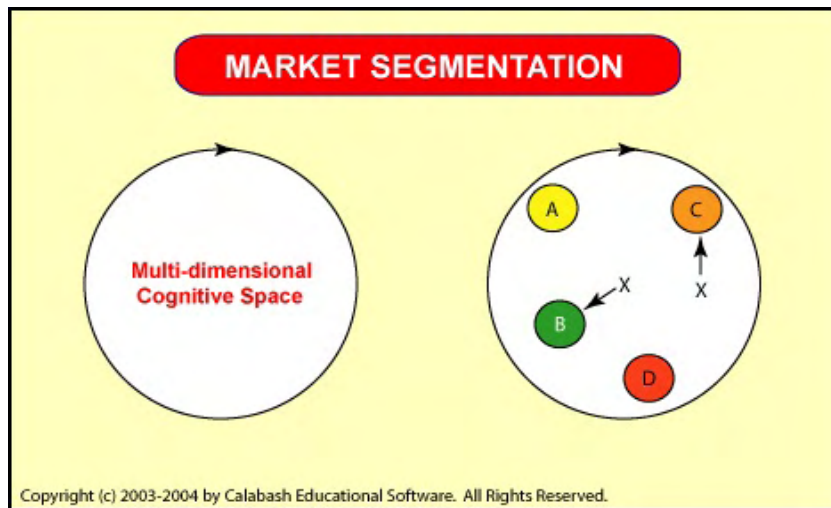 MARKET SEGMENTATION
Multi-dimensional
Cognitive Space
A
C
X
X
B
D
Copyright (c) 2003-2004 by Calabash Educational Software. All Rights Reserved.